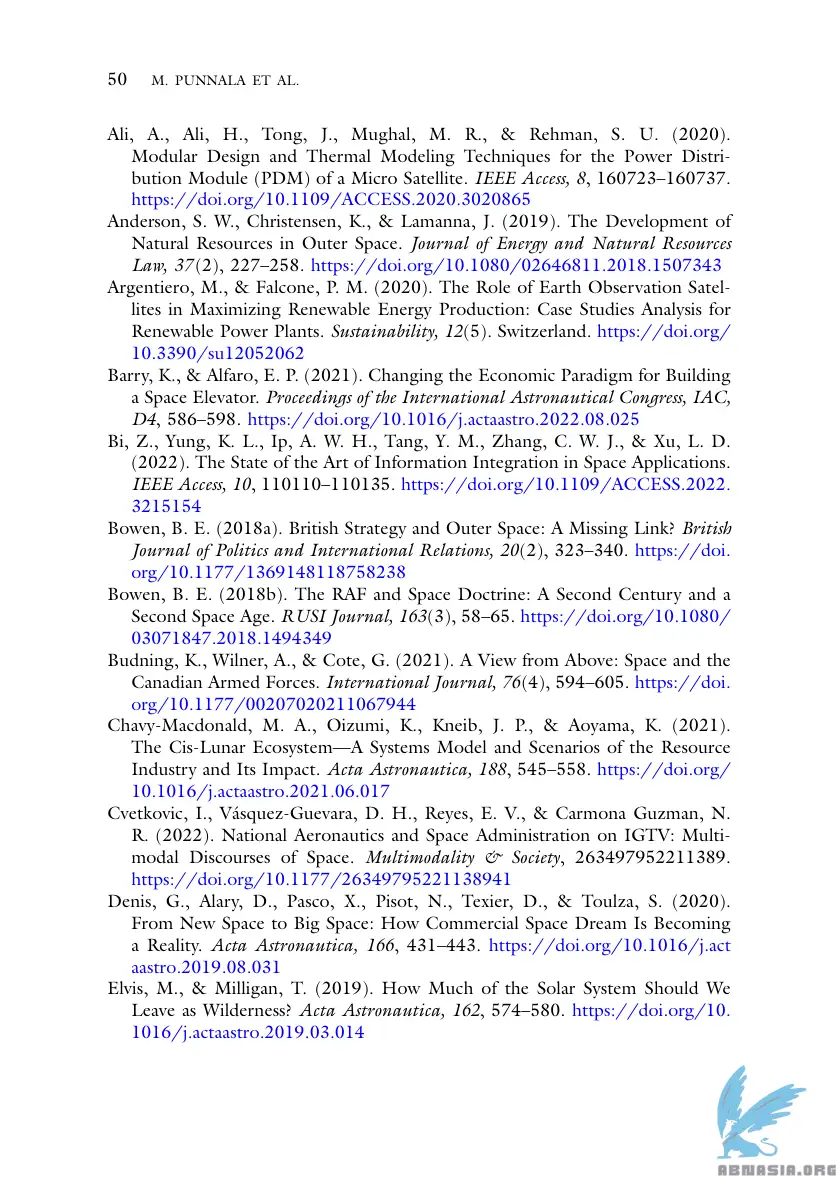 50 M. PUNNALA ET AL.
Ali, A., Ali, H., Tong, J., Mughal, M. R., & Rehman, S. U. (2020).
Modular Design and Thermal Modeling Techniques for the Power Distri-
bution Module (PDM) of a Micro Satellite. IEEE Access, 8, 160723–160737.
https://doi.org/10.1109/ACCESS.2020.3020865
Anderson, S. W., Christensen, K., & Lamanna, J. (2019). The Development of
Natural Resources in Outer Space. Journal of Energy and Natural Resources
Law, 37(2), 227–258. https://doi.org/10.1080/02646811.2018.1507343
Argentiero, M., & Falcone, P. M. (2020). The Role of Earth Observation Satel-
lites in Maximizing Renewable Energy Production: Case Studies Analysis for
Renewable Power Plants. Sustainability, 12(5). Switzerland. https://doi.org/
10.3390/su12052062
Barry, K., & Alfaro, E. P. (2021). Changing the Economic Paradigm for Building
a Space Elevator. Proceedings of the International Astronautical Congress, IAC,
D4, 586–598. https://doi.org/10.1016/j.actaastro.2022.08.025
Bi, Z., Yung, K. L., Ip, A. W. H., Tang, Y. M., Zhang, C. W. J., & Xu, L. D.
(2022). The State of the Art of Information Integration in Space Applications.
IEEE Access, 10, 110110–110135. https://doi.org/10.1109/ACCESS.2022.
3215154
Bowen, B. E. (2018a). British Strategy and Outer Space: A Missing Link? British
Journal of Politics and International Relations, 20(2), 323–340. https://doi.
org/10.1177/1369148118758238
Bowen, B. E. (2018b). The RAF and Space Doctrine: A Second Century and a
Second Space Age. RUSI Journal, 163(3), 58–65. https://doi.org/10.1080/
03071847.2018.1494349
Budning, K., Wilner, A., & Cote, G. (2021). A View from Above: Space and the
Canadian Armed Forces. International Journal, 76(4), 594–605. https://doi.
org/10.1177/00207020211067944
Chavy-Macdonald, M. A., Oizumi, K., Kneib, J. P., & Aoyama, K. (2021).
The Cis-Lunar Ecosystem—A Systems Model and Scenarios of the Resource
Industry and Its Impact. Acta Astronautica, 188, 545–558. https://doi.org/
10.1016/j.actaastro.2021.06.017
Cvetkovic, I., Vásquez-Guevara, D. H., Reyes, E. V., & Carmona Guzman, N.
R. (2022). National Aeronautics and Space Administration on IGTV: Multi-
modal Discourses of Space. Multimodality & Society, 263497952211389.
https://doi.org/10.1177/26349795221138941
Denis, G., Alary, D., Pasco, X., Pisot, N., Texier, D., & Toulza, S. (2020).
From New Space to Big Space: How Commercial Space Dream Is Becoming
a Reality. Acta Astronautica, 166, 431–443. https://doi.org/10.1016/j.act
aastro.2019.08.031
Elvis, M., & Milligan, T. (2019). How Much of the Solar System Should We
Leave as Wilderness? Acta Astronautica, 162, 574–580. https://doi.org/10.
1016/j.actaastro.2019.03.014
ABNASIA.ORG